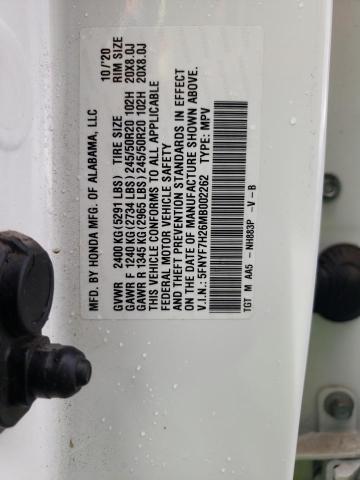 MFD. BY HONDA MFG. OF ALABAMA, LLC 10/'20
GVWR 2400 KG (5291 LBS) TIRE SIZE RIM SIZE
GAWR F 1240 KG (2734 LBS) 245/50R20 102H 20X8.0J
GAWR R 1345 KG (2965 LBS) 245/50R20 102H 20X8.0J
THIS VEHICLE CONFORMS TO ALL APPLICABLE
FEDERAL MOTOR VEHICLE SAFETY
AND THEFT PREVENTION STANDARDS IN EFFECT
ON THE DATE OF MANUFACTURE SHOWN ABOVE.
V.I.N.: 5FNYF7H26MB002262 TYPE: MPV
TGT M AA5 - NH883P -V -B